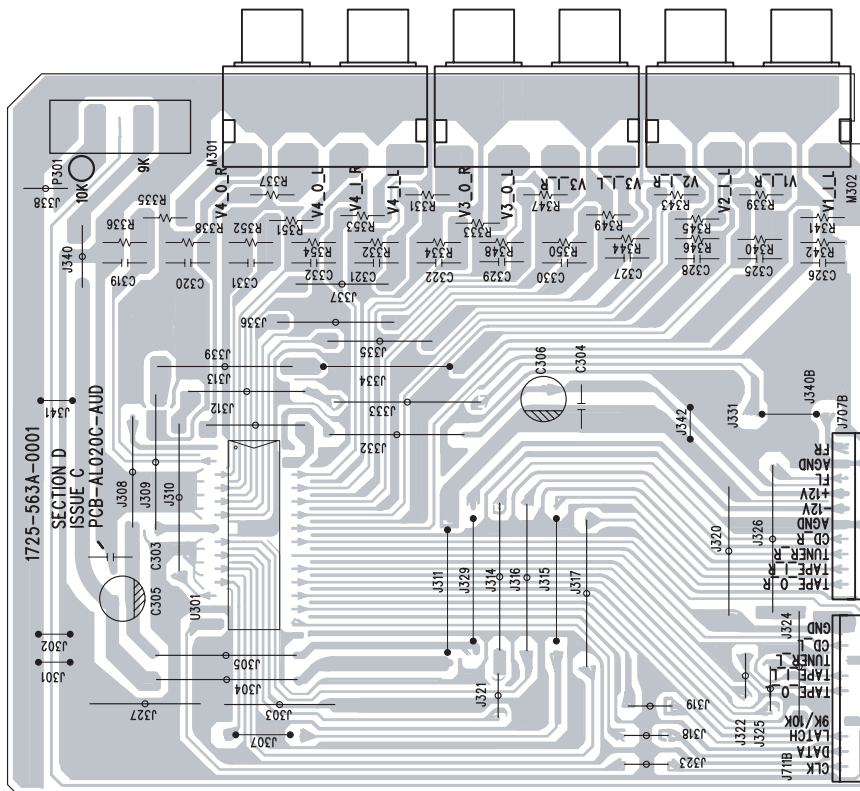 P301
10K
9K
M301
V4_O_R
V4_O_L
V4_I_R
V4_I_L
V3_O_R
V3_O_L
V3_I_R
V3_I_L
V2_I_R
V2_I_L
V1_I_R
V1_I_L
M302
J338
R335
R337
R331
R347
R343
R339
R336
R338
R352
R351
R354
R353
R332
R334
R333
R348
R350
R349
R344
R345
R346
R340
R341
R342
J340
C319
C320
C331
C332
C321
C322
C329
C330
C327
C328
C325
C326
J337
J336
J335
J339
J313
J334
J312
J333
J332
C306
C304
J342
J331
J340B
J341
1725-563A-0001
SECTION D
ISSUE C
PCB-AL020C-AUD
J308
J309
J310
C303
C305
U301
J311
J329
J314
J316
J315
J317
J320
J326
J707B
FR
AGND
FL
+12V
-12V
AGND
CD_R
TUNER_R
TAPE_I_R
TAPE_O_R
J324
GND
CD_L
TUNER_L
TAPE_I_L
TAPE_O_L
9K/10K
LATCH
DATA
CLK
J711B
J302
J301
J305
J304
J327
J303
J307
J321
J319
J318
J323
J322
J325